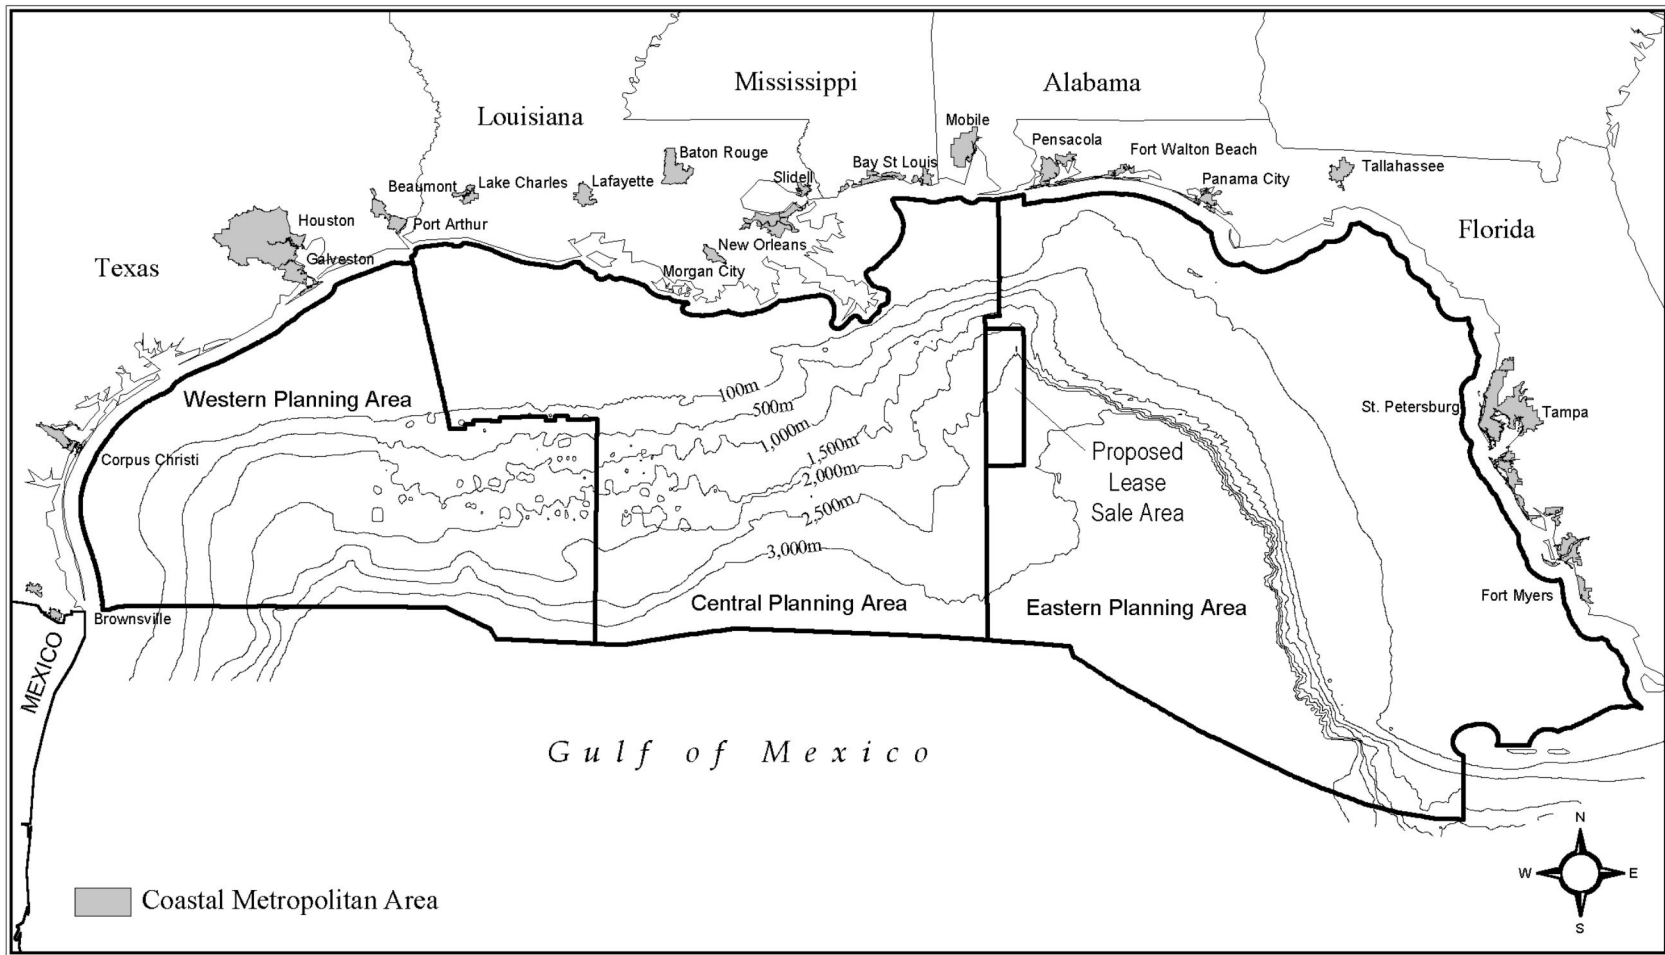 Mississippi
Alabama
Louisiana
Mobile
Pensacola
Fort Walton Beach
Baton Rouge
Bay St Louis
Tallahassee
Slidell
Panama City
Beaumont
Lake Charles
Lafayette
Houston
Port Arthur
Florida
New Orleans
Galveston
Texas
Morgan City
100m
Western Planning Area
500m
St. Petersburg
Tampa
1,000m
1,500m
Corpus Christi
Proposed
Lease
Sale Area
2,000m
2,500m
3,000m
Central Planning Area
Eastern Planning Area
Fort Myers
Brownsville
MEXICO
Gulf of Mexico
N
W
E
S
Coastal Metropolitan Area